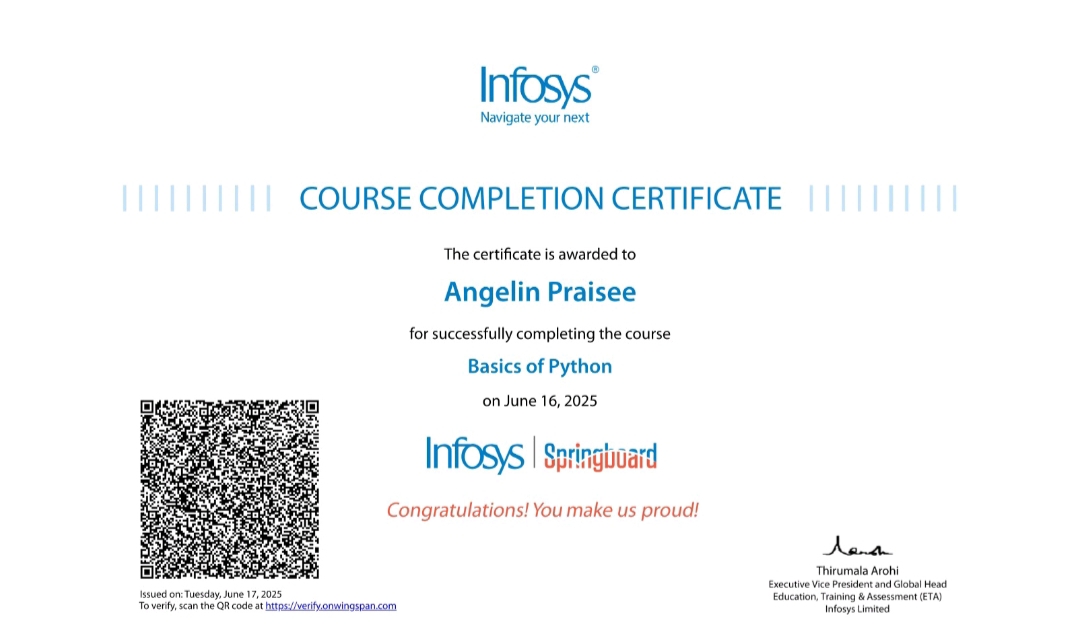 Infosys®
Navigate your next
COURSE COMPLETION CERTIFICATE
The certificate is awarded to
Angelin Praisee
for successfully completing the course
Basics of Python
on June 16, 2025
Infosys | Springboard
Congratulations! You make us proud!
Issued on: Tuesday, June 17, 2025
To verify, scan the QR code at https://verify.onwingspan.com
Thirumala Arohi
Executive Vice President and Global Head
Education, Training & Assessment (ETA)
Infosys Limited